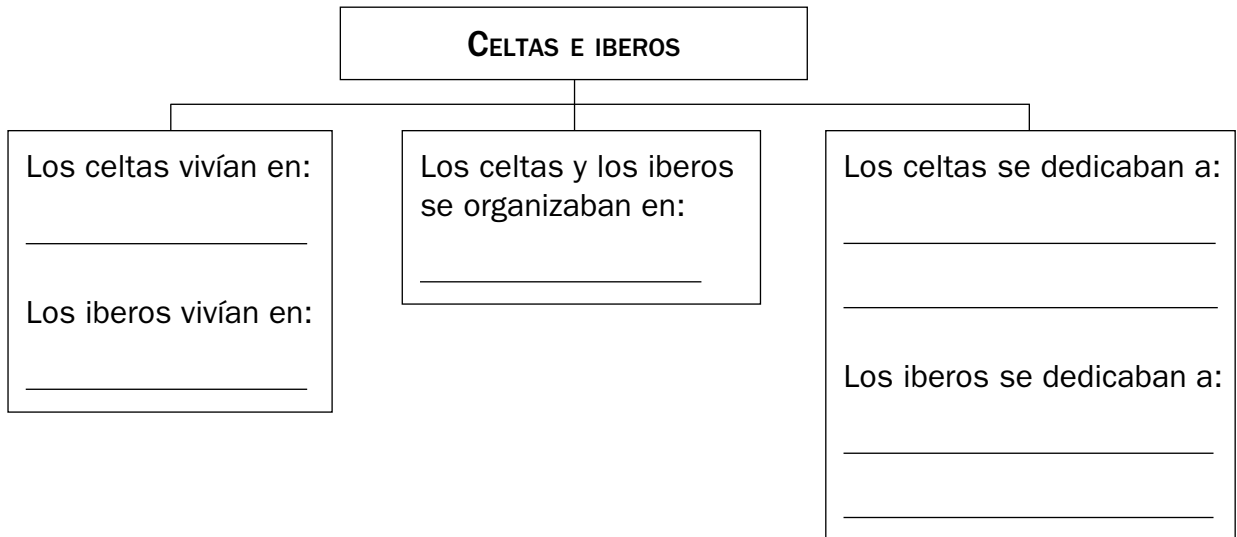 CELTAS E IBEROS
Los celtas vivían en:
Los iberos vivían en:
Los celtas y los iberos
se organizaban en:
Los celtas se dedicaban a:
Los iberos se dedicaban a: